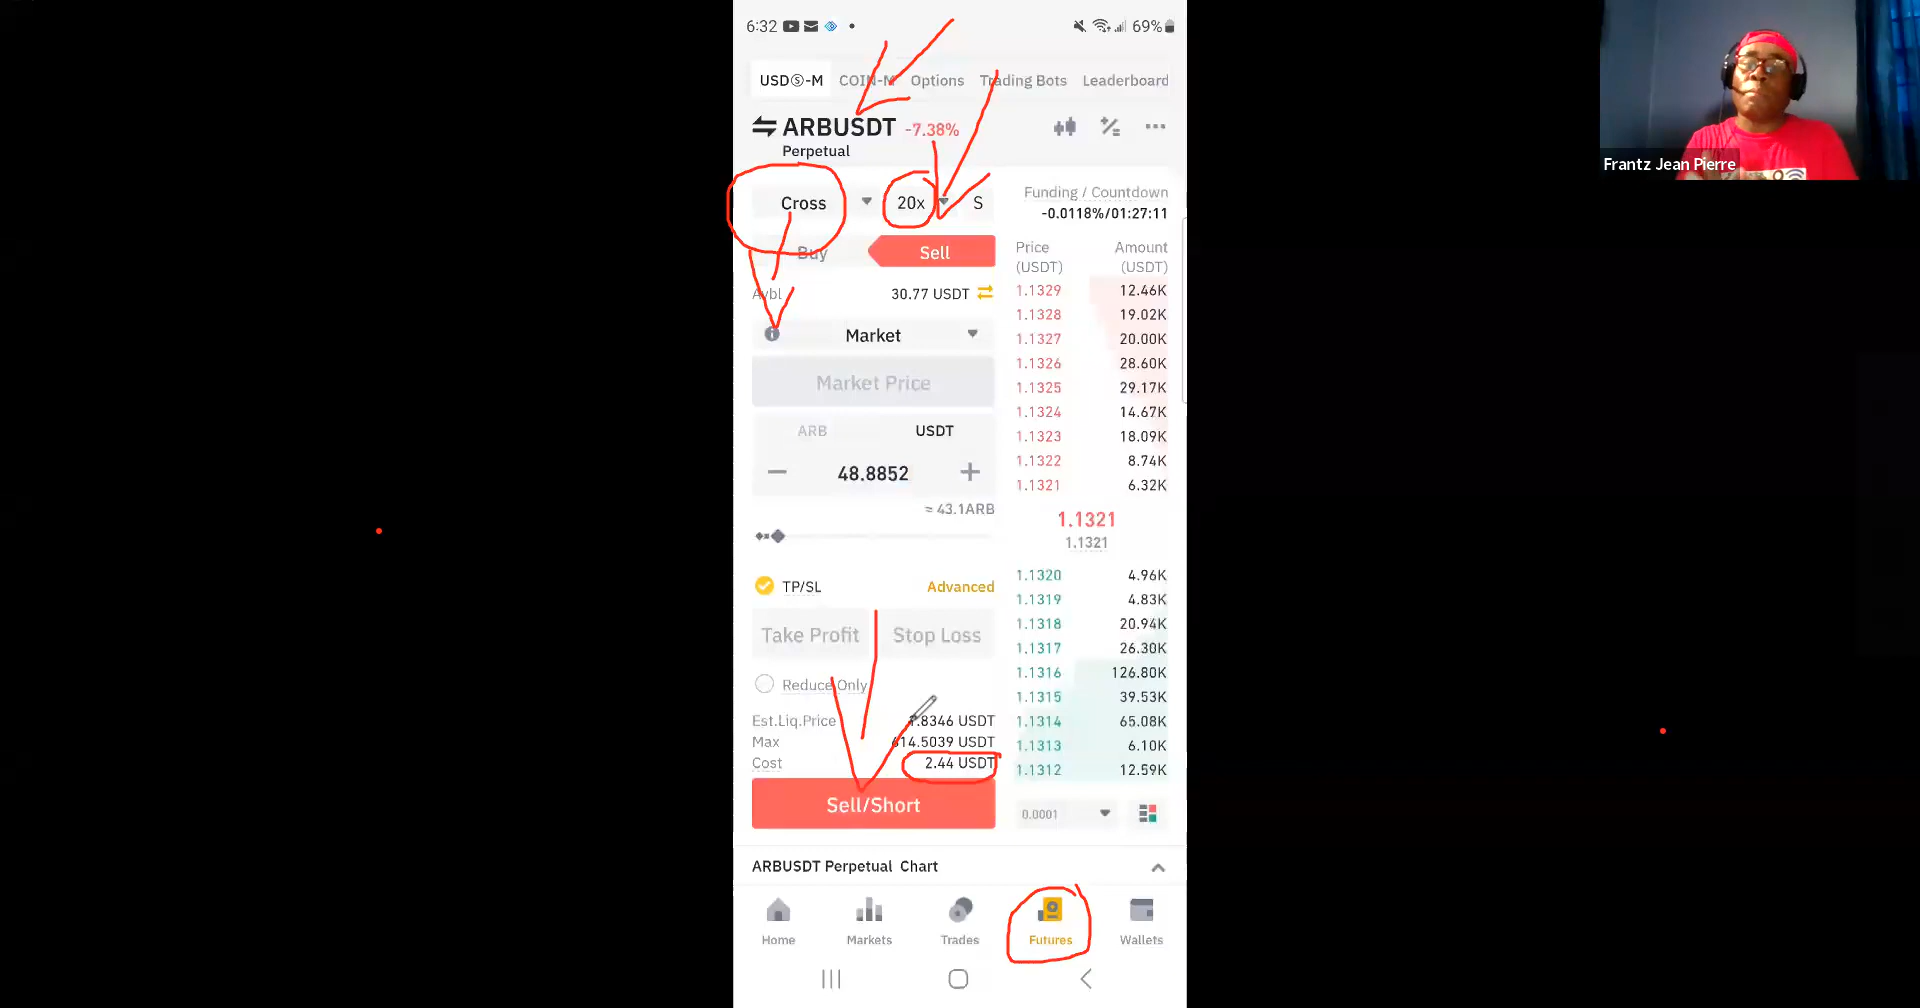 6:32
69%
USDⓈ-M COIN-M Options Trading Bots Leaderboard
ARBUSDT -7.38%
Perpetual
Cross 20x S
Buy Sell
Avbl 30.77 USDT
Market
Market Price
ARB USDT
48.8852
≈ 43.1ARB
TP/SL Advanced
Take Profit Stop Loss
Reduce Only
Est.Liq.Price 1.8346 USDT
Max 614.5039 USDT
Cost 2.44 USDT
Sell/Short
Funding / Countdown
-0.0118%/01:27:11
Price Amount
(USDT) (USDT)
1.1329 12.46K
1.1328 19.02K
1.1327 20.00K
1.1326 28.60K
1.1325 29.17K
1.1324 14.67K
1.1323 18.09K
1.1322 8.74K
1.1321 6.32K
1.1321
1.1321
1.1320 4.96K
1.1319 4.83K
1.1318 20.94K
1.1317 26.30K
1.1316 126.80K
1.1315 39.53K
1.1314 65.08K
1.1313 6.10K
1.1312 12.59K
0.0001
ARBUSDT Perpetual Chart
Home Markets Trades Futures Wallets
Frantz Jean Pierre